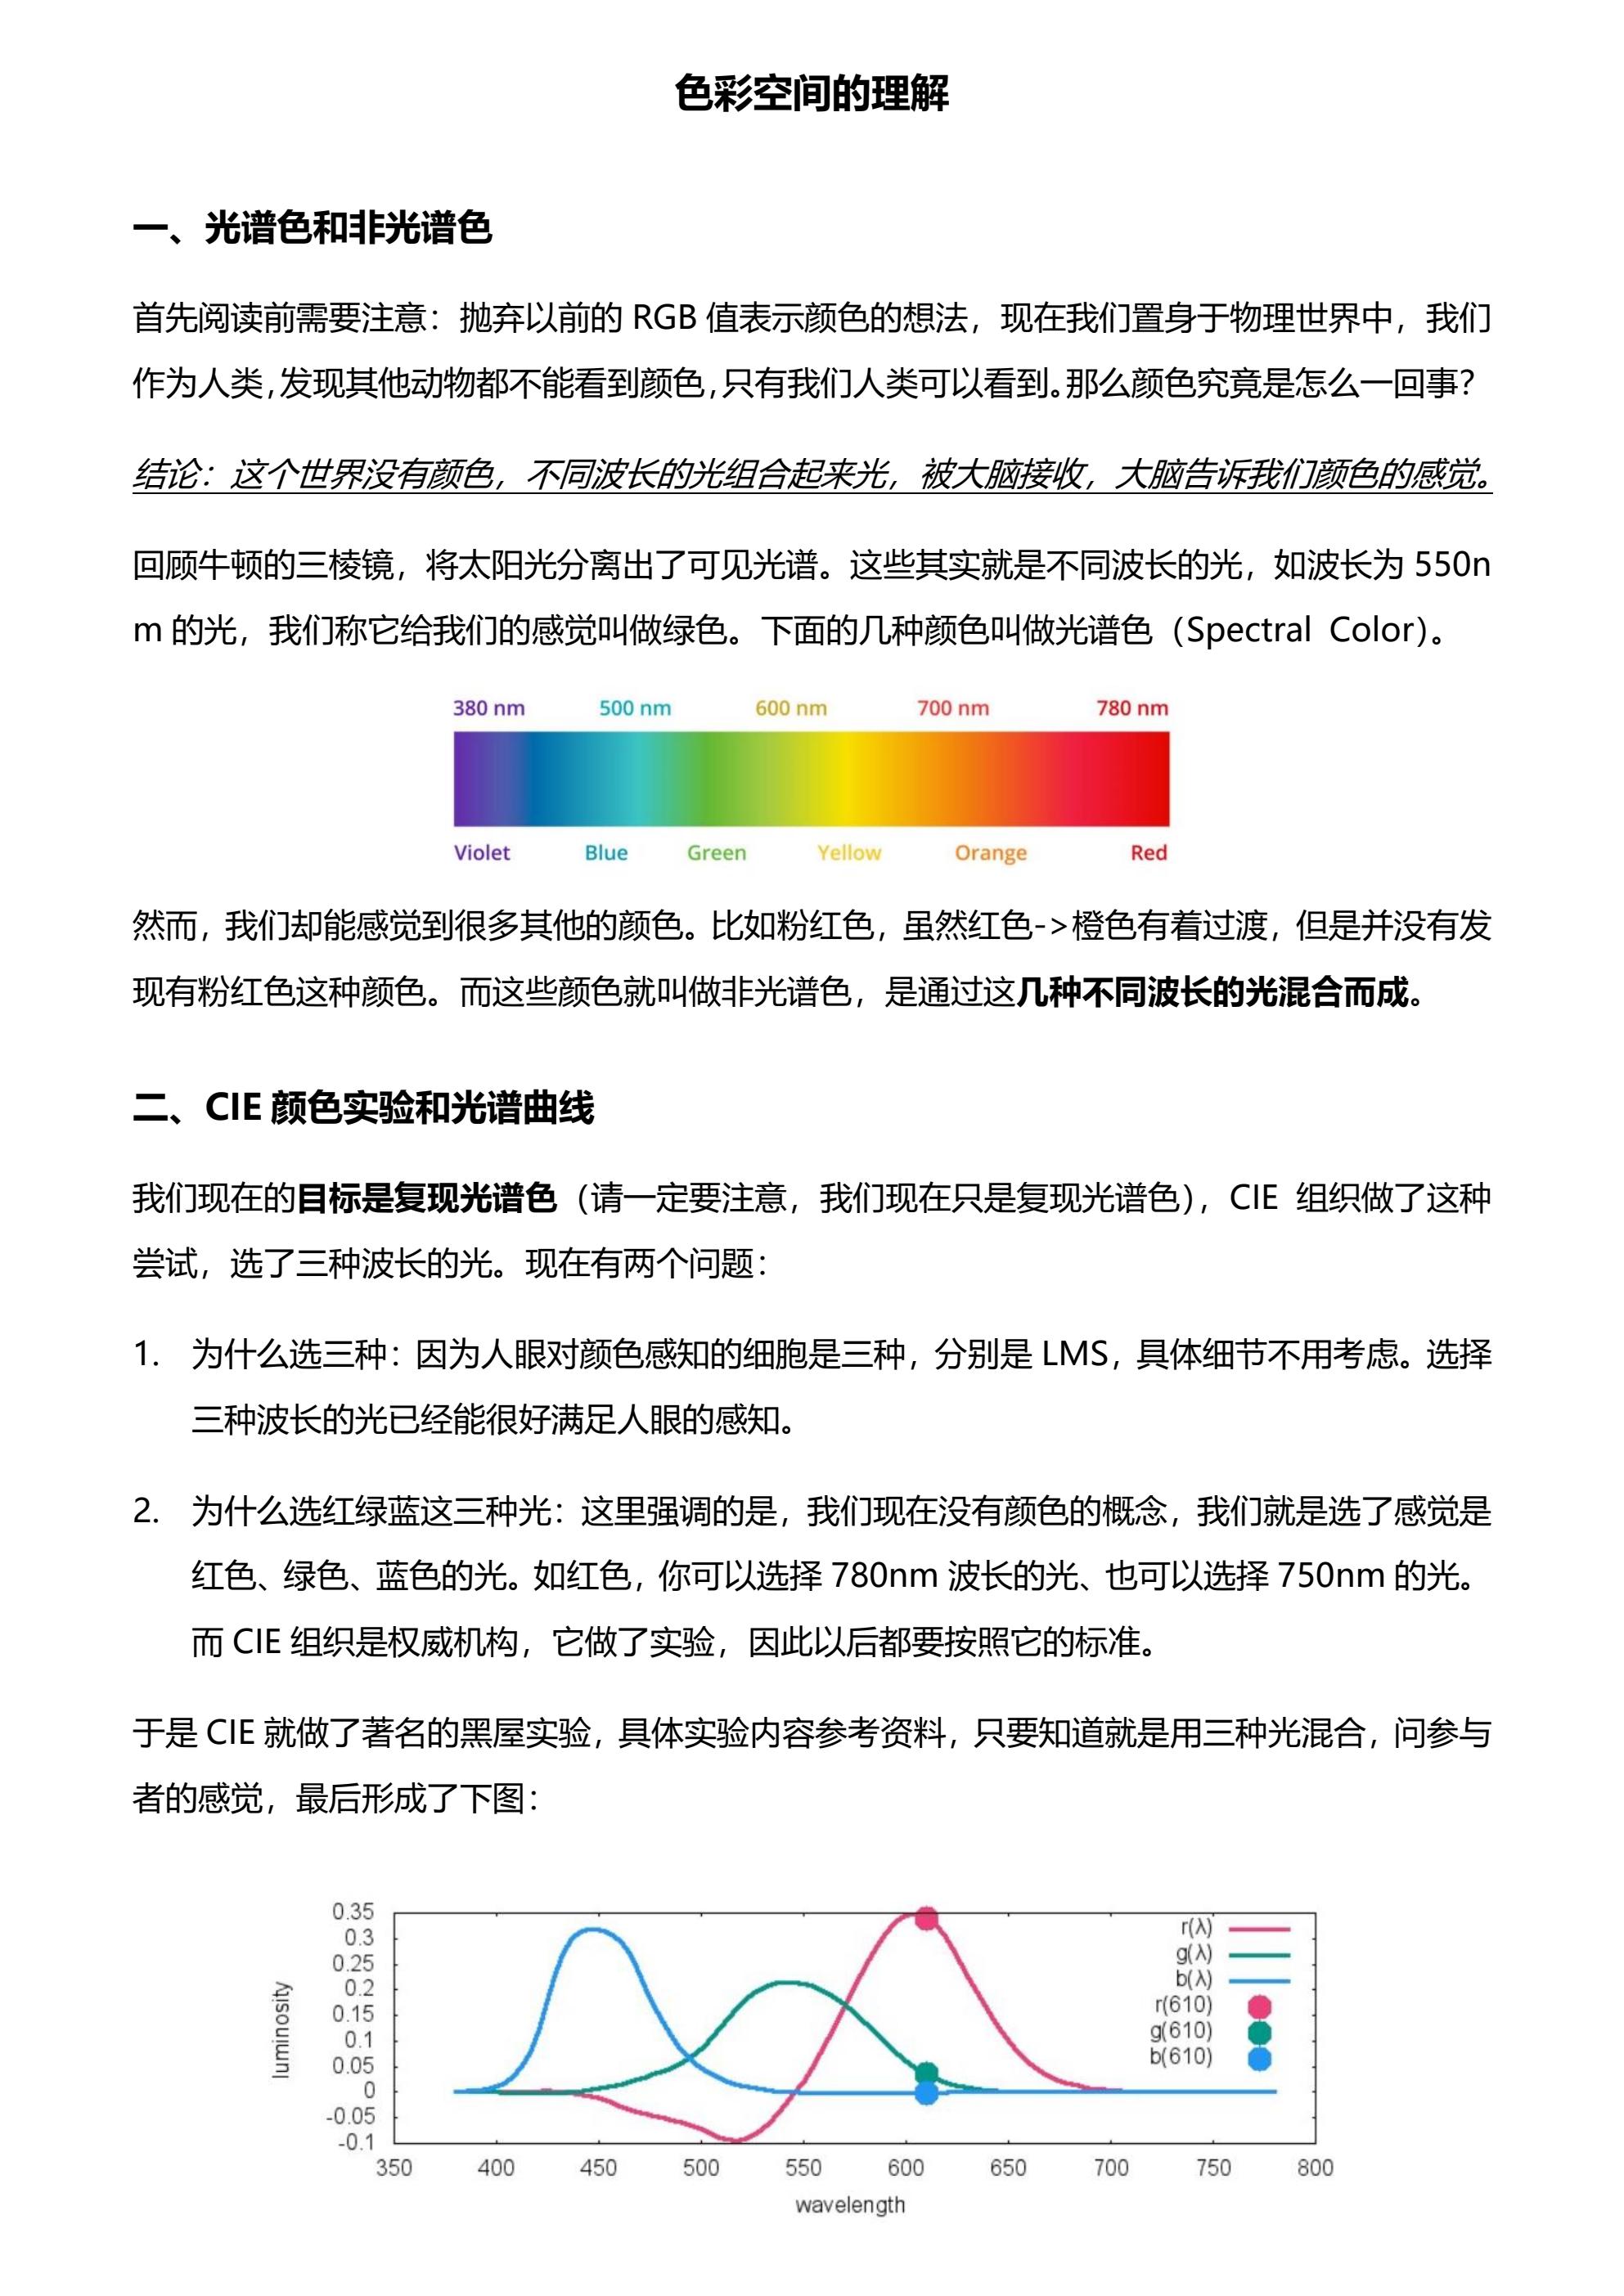 色彩空间的理解
一、光谱色和非光谱色
首先阅读前需要注意：抛弃以前的 RGB 值表示颜色的想法，现在我们置身于物理世界中，我们
作为人类，发现其他动物都不能看到颜色，只有我们人类可以看到。那么颜色究竟是怎么一回事？
结论：这个世界没有颜色，不同波长的光组合起来光，被大脑接收，大脑告诉我们颜色的感觉。
回顾牛顿的三棱镜，将太阳光分离出了可见光谱。这些其实就是不同波长的光，如波长为 550n
m 的光，我们称它给我们的感觉叫做绿色。下面的几种颜色叫做光谱色（Spectral Color）。
380 nm 500 nm 600 nm 700 nm 780 nm
Violet Blue Green Yellow Orange Red
然而，我们却能感觉到很多其他的颜色。比如粉红色，虽然红色->橙色有着过渡，但是并没有发
现有粉红色这种颜色。而这些颜色就叫做非光谱色，是通过这几种不同波长的光混合而成。
二、CIE 颜色实验和光谱曲线
我们现在的目标是复现光谱色（请一定要注意，我们现在只是复现光谱色），CIE 组织做了这种
尝试，选了三种波长的光。现在有两个问题：
1. 为什么选三种：因为人眼对颜色感知的细胞是三种，分别是 LMS，具体细节不用考虑。选择
三种波长的光已经能很好满足人眼的感知。
2. 为什么选红绿蓝这三种光：这里强调的是，我们现在没有颜色的概念，我们就是选了感觉是
红色、绿色、蓝色的光。如红色，你可以选择 780nm 波长的光、也可以选择 750nm 的光。
而 CIE 组织是权威机构，它做了实验，因此以后都要按照它的标准。
于是 CIE 就做了著名的黑屋实验，具体实验内容参考资料，只要知道就是用三种光混合，问参与
者的感觉，最后形成了下图：
luminosity
0.35
0.3
0.25
0.2
0.15
0.1
0.05
0
-0.05
-0.1
r(λ)
g(λ)
b(λ)
r(610)
g(610)
b(610)
350 400 450 500 550 600 650 700 750 800
wavelength